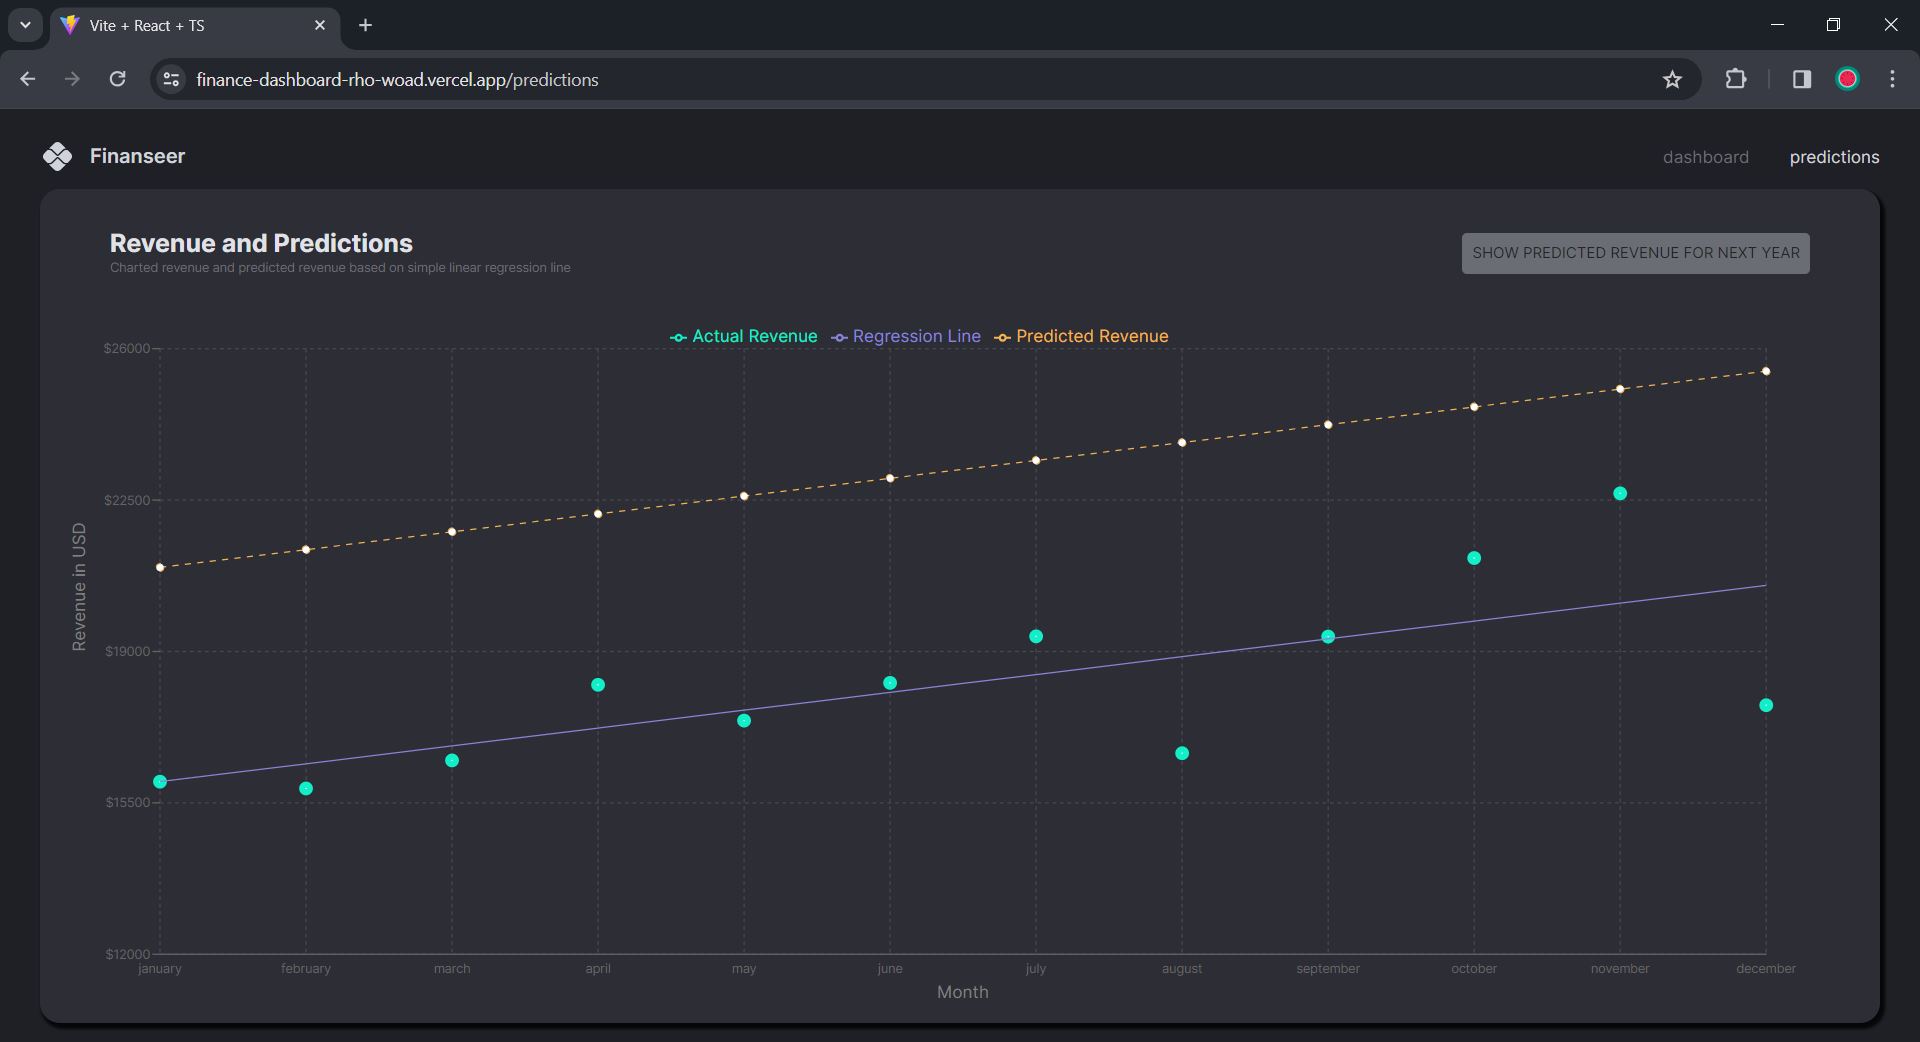 Vite + React + TS
finance-dashboard-rho-woad.vercel.app/predictions
Finanseer
dashboard
predictions
Revenue and Predictions
Charted revenue and predicted revenue based on simple linear regression line
SHOW PREDICTED REVENUE FOR NEXT YEAR
Actual Revenue
Regression Line
Predicted Revenue
$26000
$22500
$19000
$15500
$12000
Revenue in USD
january
february
march
april
may
june
july
august
september
october
november
december
Month